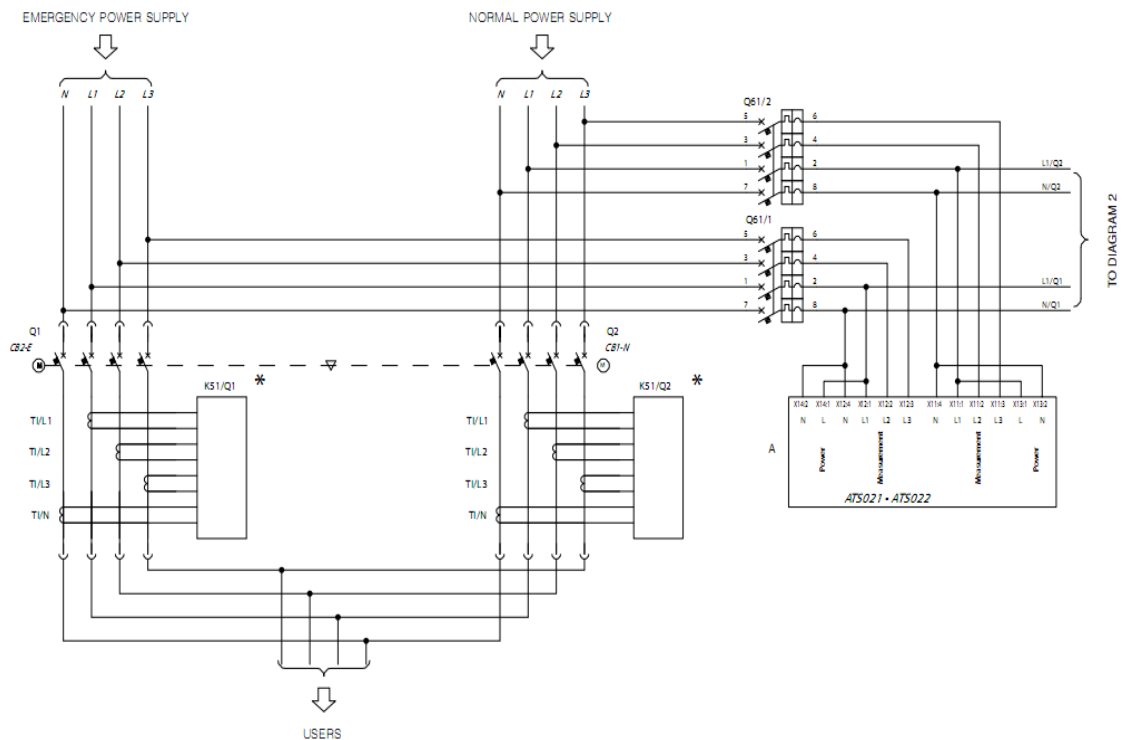 EMERGENCY POWER SUPPLY
NORMAL POWER SUPPLY
N L1 L2 L3
N L1 L2 L3
Q61/2
5 6
3 4
1 2 L1/Q2
7 8 N/Q2
Q61/1
5 6
3 4
1 2 L1/Q1
7 8 N/Q1
TO DIAGRAM 2
Q1
CB2-E
M
Q2
CB1-N
M
K51/Q1 *
K51/Q2 *
TI/L1
TI/L2
TI/L3
TI/N
TI/L1
TI/L2
TI/L3
TI/N
A
X14:2 X14:1 X12:4 X12:1 X12:2 X12:3 X11:4 X11:1 X11:2 X11:3 X13:1 X13:2
N L N L1 L2 L3 N L1 L2 L3 L N
Power
Measurement
Measurement
Power
ATS021 • ATS022
USERS